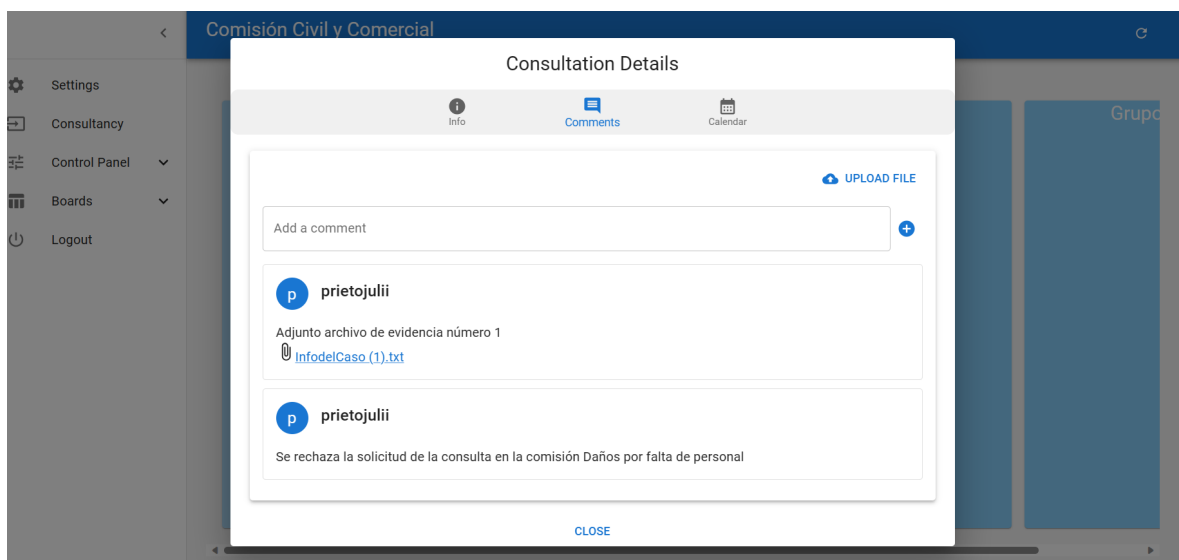 Comisión Civil y Comercial
Settings
Consultancy
Control Panel
Boards
Logout
Grupo
Consultation Details
Info
Comments
Calendar
UPLOAD FILE
Add a comment
p prietojulii
Adjunto archivo de evidencia número 1
InfodelCaso (1).txt
p prietojulii
Se rechaza la solicitud de la consulta en la comisión Daños por falta de personal
CLOSE